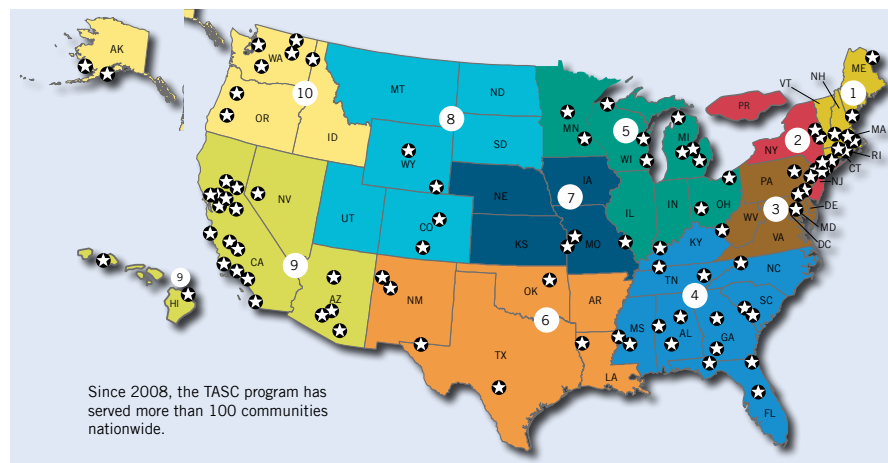 AK
WA
10
OR
ID
MT
ND
8
SD
WY
UT
CO
NV
CA
9
AZ
9
HI
NE
IA
7
KS
MO
NM
OK
6
TX
AR
LA
MN
5
WI
MI
IL
IN
OH
KY
TN
4
NC
SC
MS
AL
GA
FL
PA
WV
3
VA
PR
NY
2
VT
NH
ME
1
MA
RI
CT
NJ
DE
MD
DC
Since 2008, the TASC program has
served more than 100 communities
nationwide.